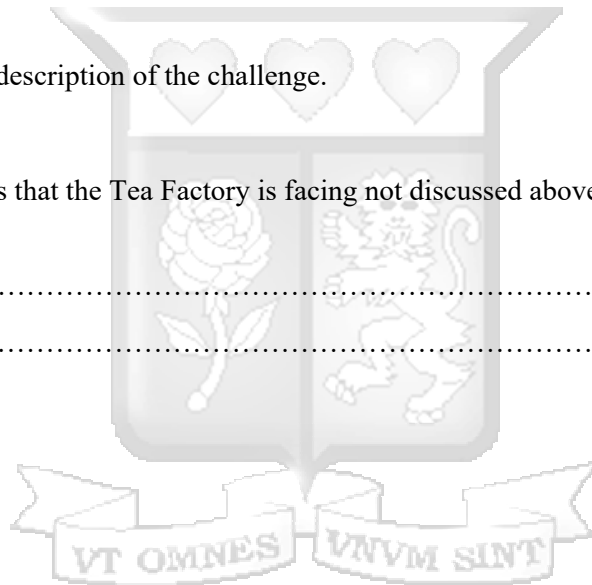 description of the challenge.
s that the Tea Factory is facing not discussed above
……………………………………………………………………
……………………………………………………………………
VT OMNES VNVM SINT